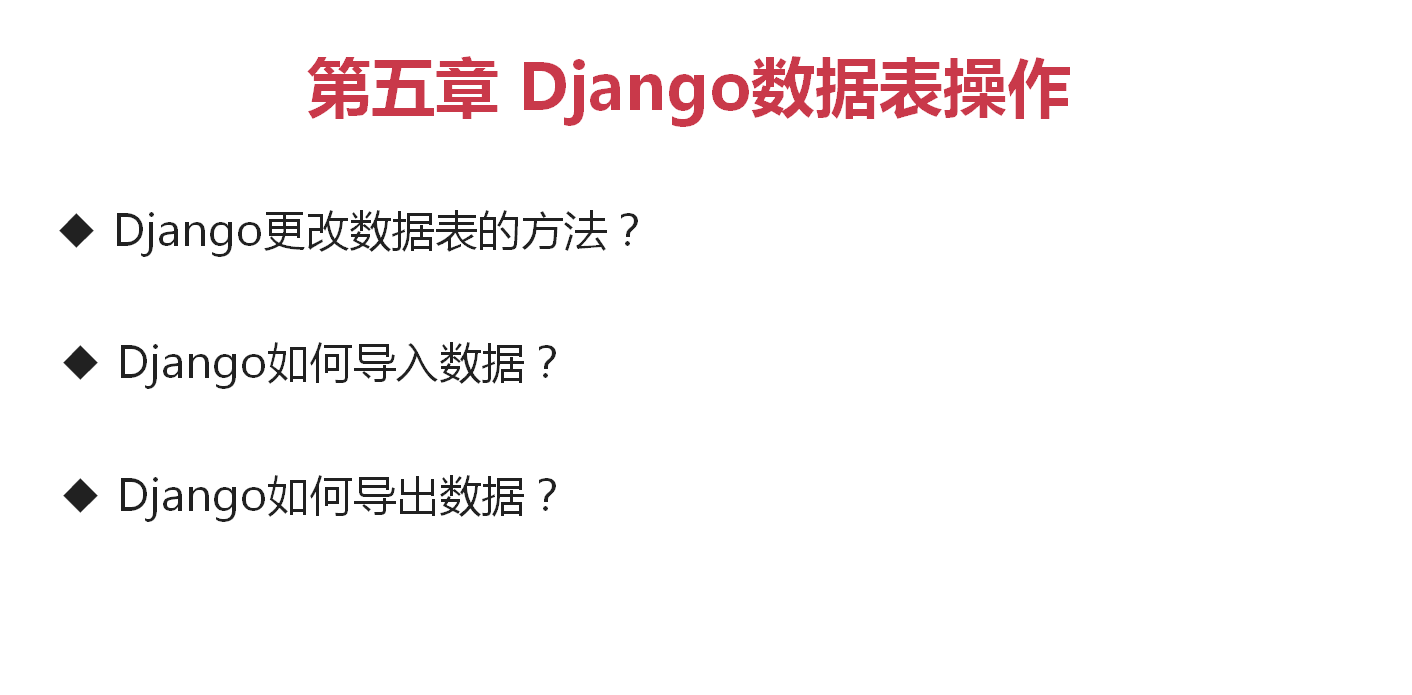 第五章 Django数据表操作
◆ Django更改数据表的方法？
◆ Django如何导入数据？
◆ Django如何导出数据？